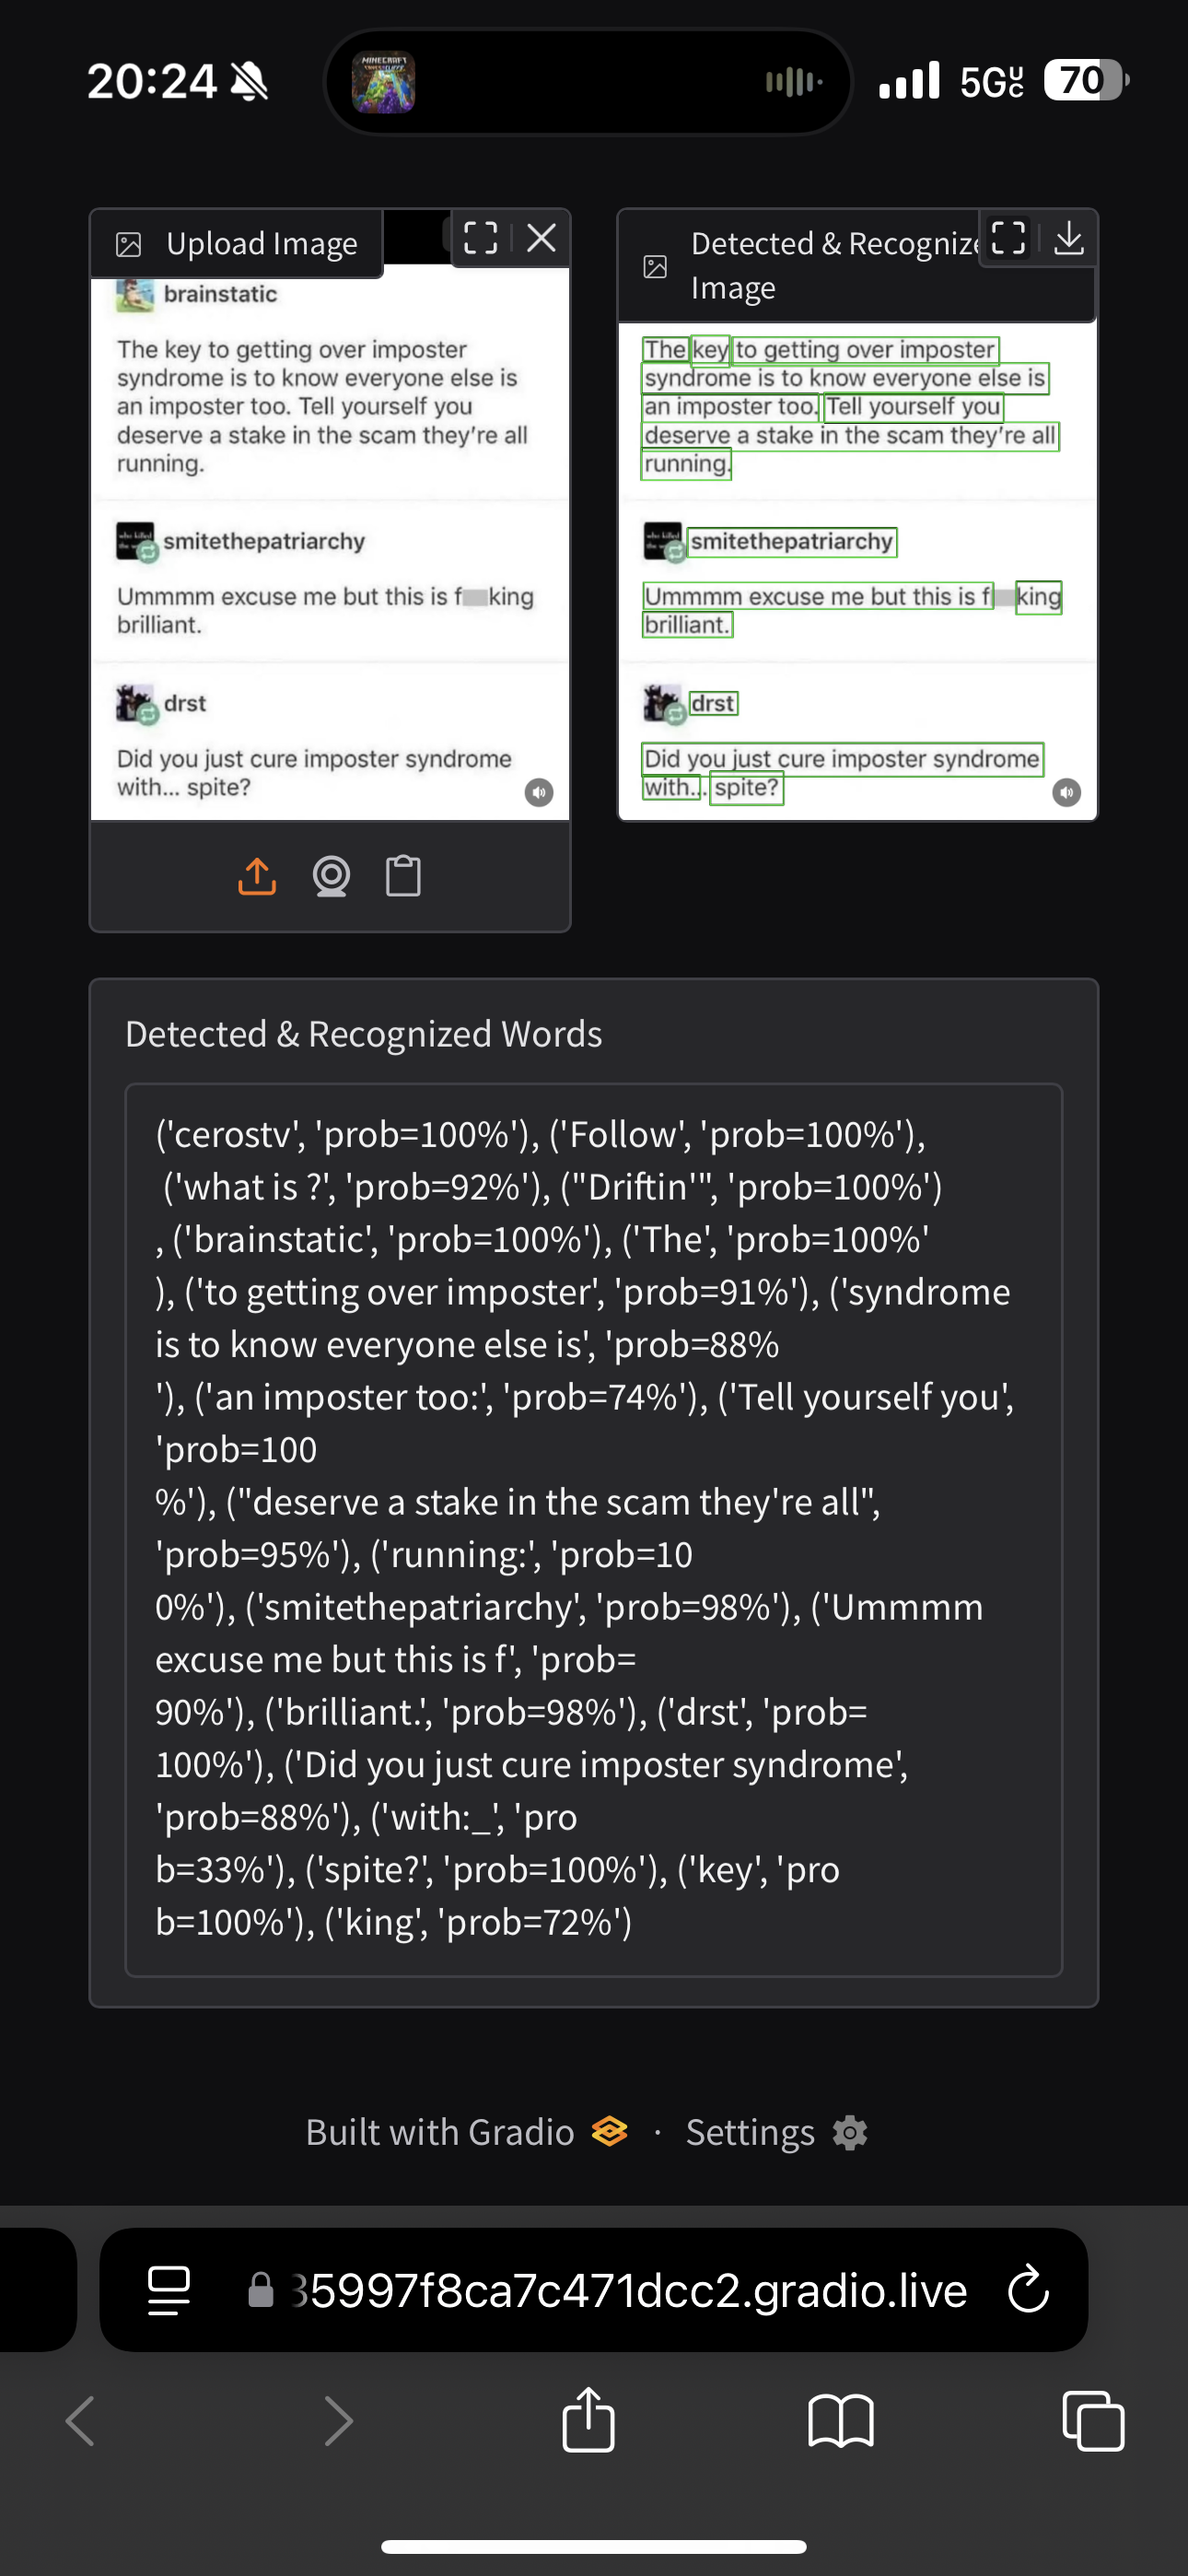 20:24
MINECRAFT
5G UC
70
Upload Image
brainstatic
The key to getting over imposter
syndrome is to know everyone else is
an imposter too. Tell yourself you
deserve a stake in the scam they're all
running.
smitethepatriarchy
Ummmm excuse me but this is f king
brilliant.
drst
Did you just cure imposter syndrome
with... spite?
Detected & Recognize
Image
The key to getting over imposter
syndrome is to know everyone else is
an imposter too. Tell yourself you
deserve a stake in the scam they're all
running.
smitethepatriarchy
Ummmm excuse me but this is f king
brilliant.
drst
Did you just cure imposter syndrome
with... spite?
Detected & Recognized Words
('cerostv', 'prob=100%'), ('Follow', 'prob=100%'),
('what is ?', 'prob=92%'), ("Driftin'", 'prob=100%')
, ('brainstatic', 'prob=100%'), ('The', 'prob=100%'
), ('to getting over imposter', 'prob=91%'), ('syndrome
is to know everyone else is', 'prob=88%
'), ('an imposter too:', 'prob=74%'), ('Tell yourself you',
'prob=100
%'), ("deserve a stake in the scam they're all",
'prob=95%'), ('running:', 'prob=10
0%'), ('smitethepatriarchy', 'prob=98%'), ('Ummmm
excuse me but this is f', 'prob=
90%'), ('brilliant.', 'prob=98%'), ('drst', 'prob=
100%'), ('Did you just cure imposter syndrome',
'prob=88%'), ('with:_', 'pro
b=33%'), ('spite?', 'prob=100%'), ('key', 'pro
b=100%'), ('king', 'prob=72%')
Built with Gradio · Settings
35997f8ca7c471dcc2.gradio.live